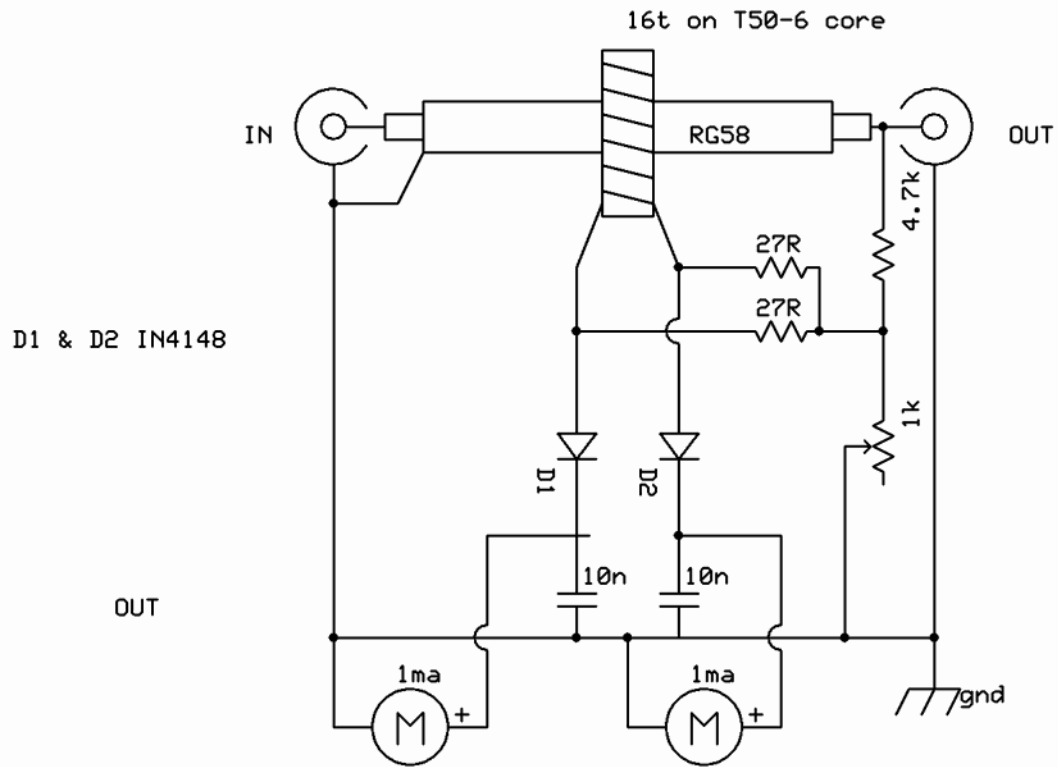 16t on T50-6 core
IN
RG58
OUT
4.7k
27R
27R
D1 & D2 IN4148
1k
D1
D2
10n
10n
OUT
1ma
1ma
M
+
M
+
gnd